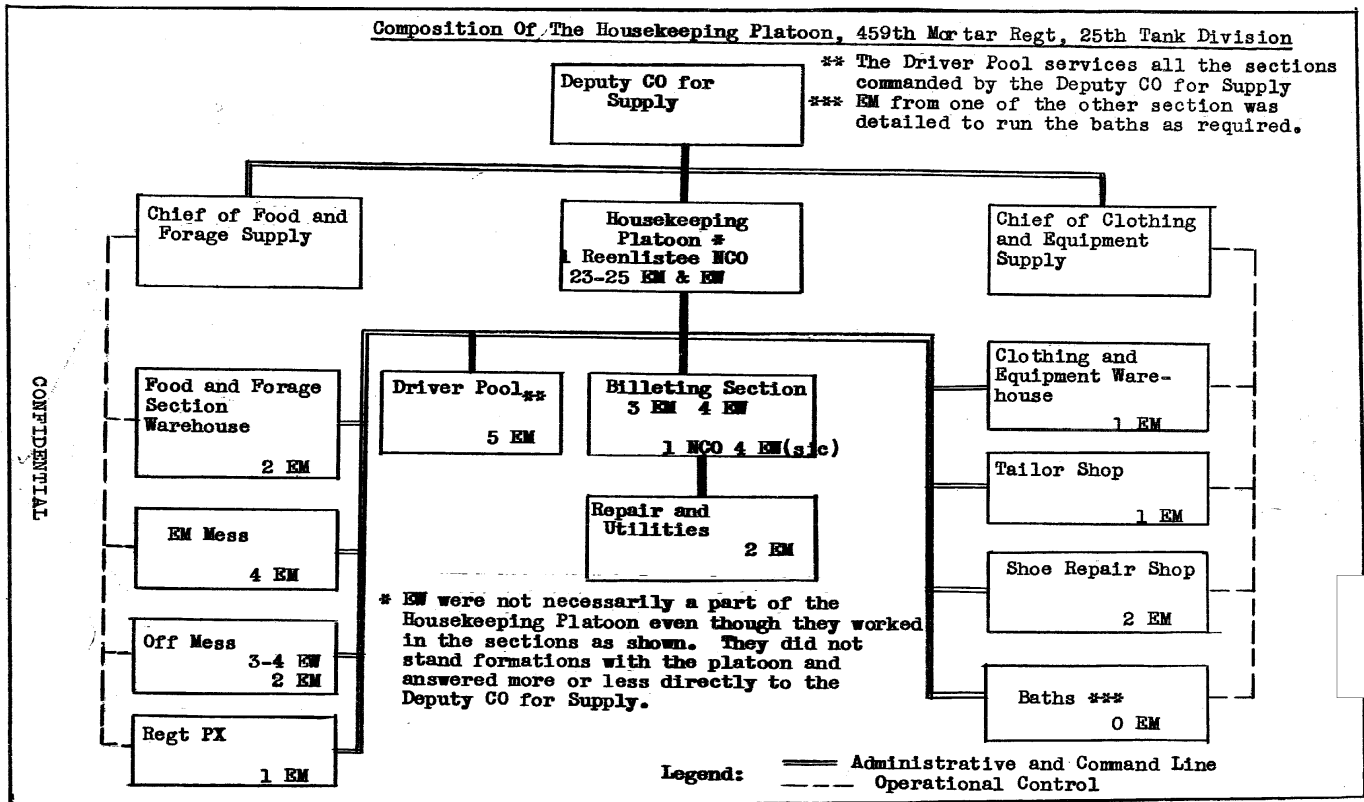 Composition Of The Housekeeping Platoon, 459th Mortar Regt, 25th Tank Division
** The Driver Pool services all the sections
commanded by the Deputy CO for Supply
*** EM from one of the other section was
detailed to run the baths as required.
Deputy CO for
Supply
Chief of Food and
Forage Supply
Housekeeping
Platoon *
1 Reenlistee NCO
23-25 EM & EW
Chief of Clothing
and Equipment
Supply
Food and Forage
Section
Warehouse
2 EM
EM Mess
4 EM
Off Mess
3-4 EW
2 EM
Regt PX
1 EM
Driver Pool**
5 EM
Billeting Section
3 EM 4 EW
1 NCO 4 EW(sic)
Repair and
Utilities
2 EM
Clothing and
Equipment Ware-
house
1 EM
Tailor Shop
1 EM
Shoe Repair Shop
2 EM
Baths ***
0 EM
* EW were not necessarily a part of the
Housekeeping Platoon even though they worked
in the sections as shown. They did not
stand formations with the platoon and
answered more or less directly to the
Deputy CO for Supply.
Legend:
Administrative and Command Line
Operational Control
CONFIDENTIAL